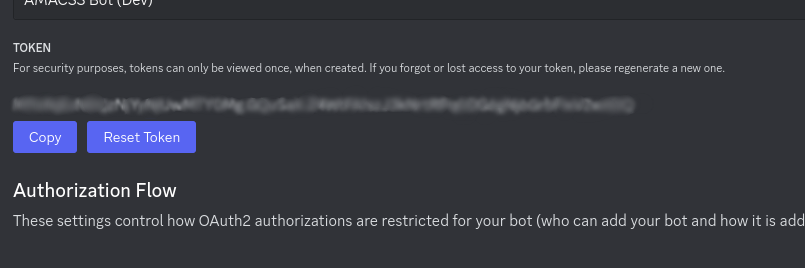 AMACSS Bot (Dev)
TOKEN
For security purposes, tokens can only be viewed once, when created. If you forgot or lost access to your token, please regenerate a new one.
Copy
Reset Token
Authorization Flow
These settings control how OAuth2 authorizations are restricted for your bot (who can add your bot and how it is add